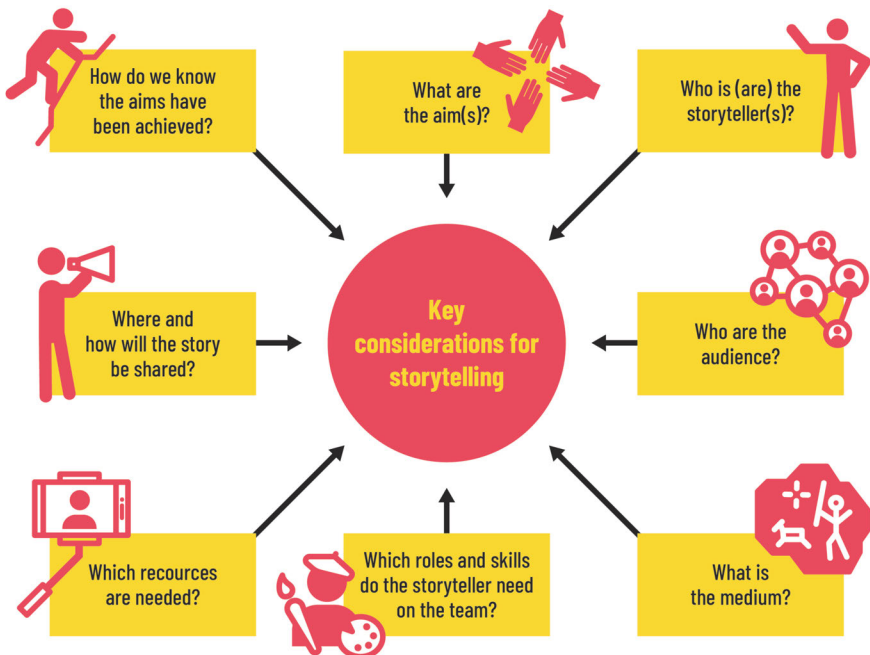 How do we know
the aims have
been achieved?
What are
the aim(s)?
Who is (are) the
storyteller(s)?
Where and
how will the story
be shared?
Key
considerations for
storytelling
Who are the
audience?
Which recources
are needed?
Which roles and skills
do the storyteller need
on the team?
What is
the medium?